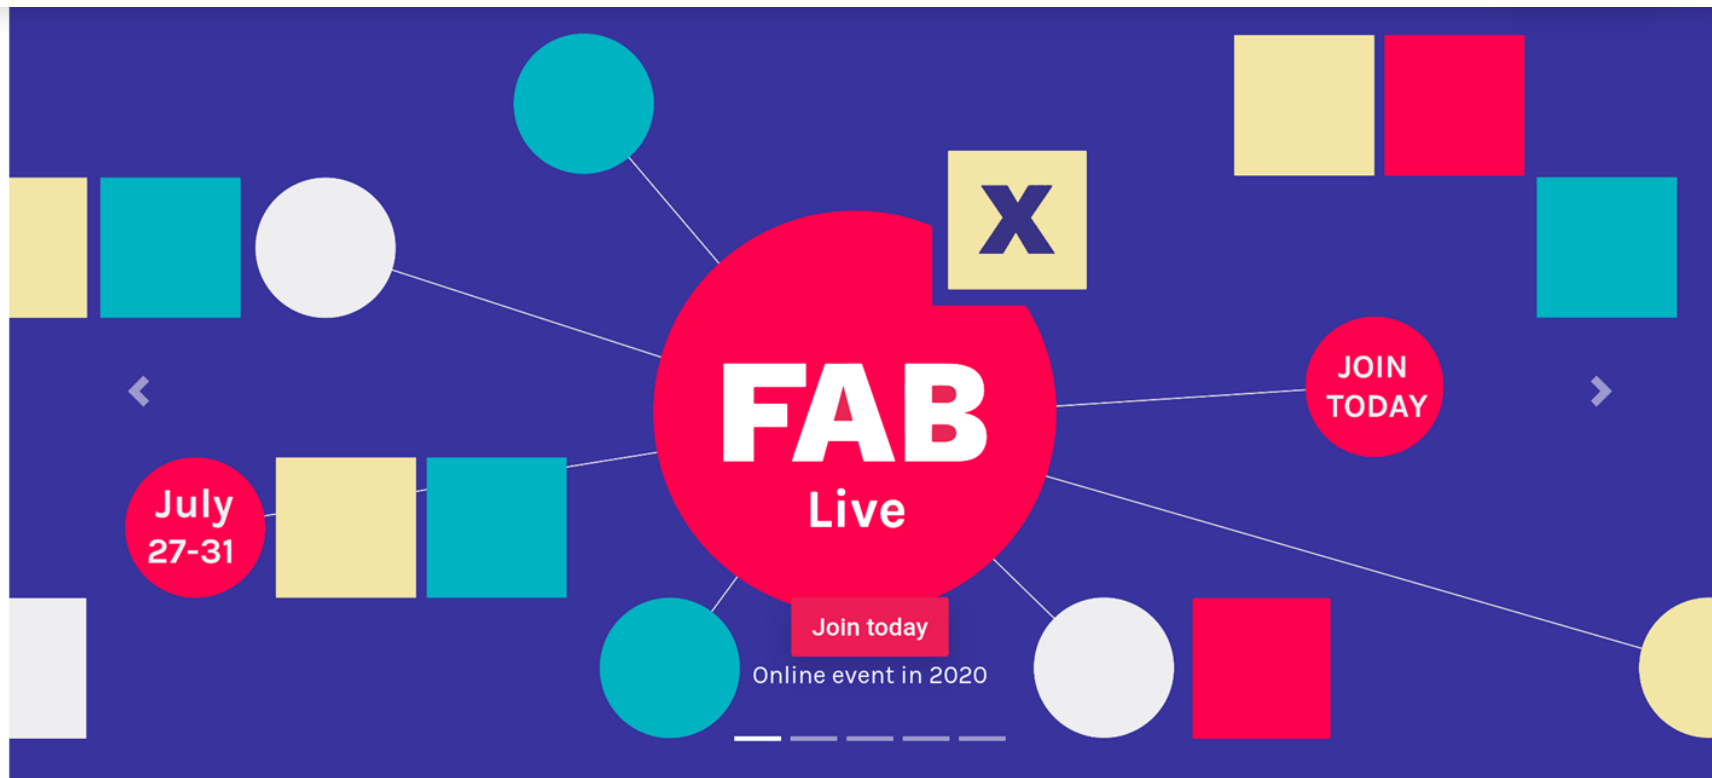 X
FAB
Live
JOIN
TODAY
July
27-31
Join today
Online event in 2020